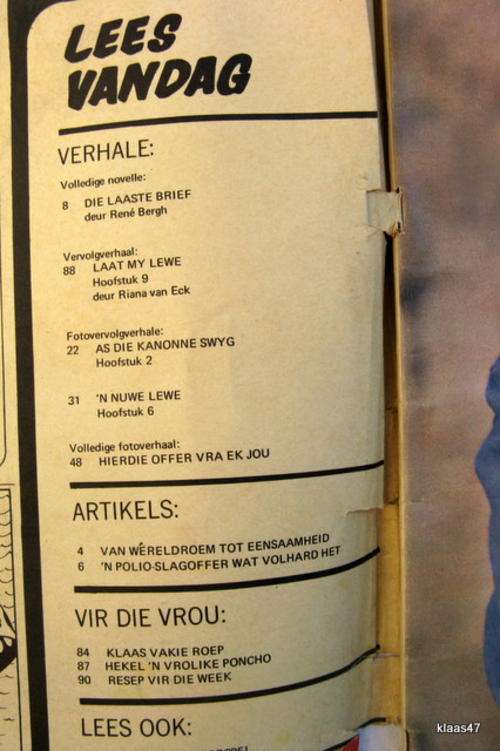 LEES
VANDAG
VERHALE:
Volledige novelle:
8 DIE LAASTE BRIEF
deur René Bergh
Vervolgverhaal:
88 LAAT MY LEWE
Hoofstuk 9
deur Riana van Eck
Fotovervolgverhale:
22 AS DIE KANONNE SWYG
Hoofstuk 2
31 'N NUWE LEWE
Hoofstuk 6
Volledige fotoverhaal:
48 HIERDIE OFFER VRA EK JOU
ARTIKELS:
4 VAN WÊRELDROEM TOT EENSAAMHEID
6 'N POLIO-SLAGOFFER WAT VOLHARD HET
VIR DIE VROU:
84 KLAAS VAKIE ROEP
87 HEKEL 'N VROLIKE PONCHO
90 RESEP VIR DIE WEEK
LEES OOK:
klaas47